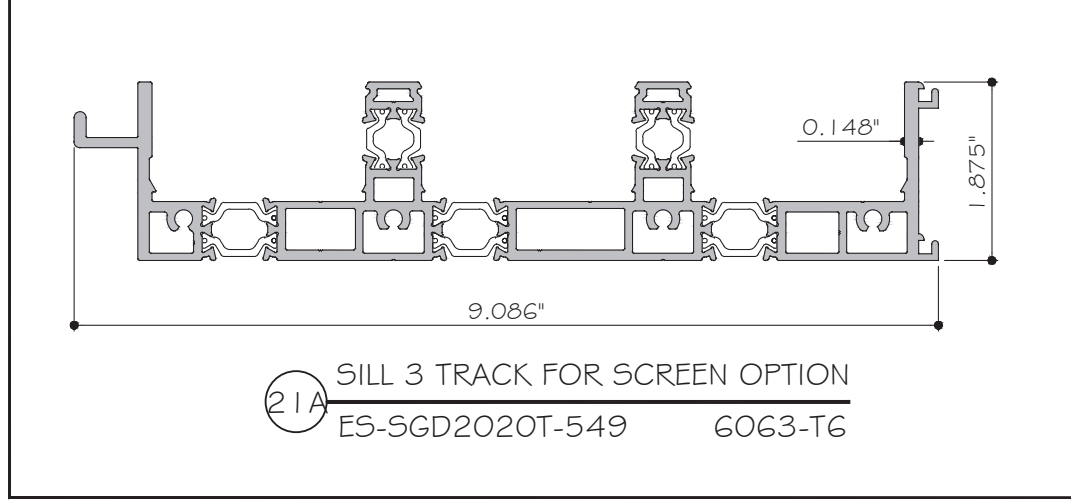 0.148"
1.875"
9.086"
21A
SILL 3 TRACK FOR SCREEN OPTION
ES-SGD2020T-549 6063-T6